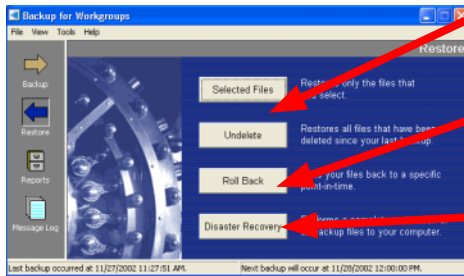 Backup for Workgroups
File View Tools Help
Restore
Backup
Restore
Reports
Message Log
Selected Files
only the files that
select.
Undelete
Restores all files that have been
deleted since your last backup.
Roll Back
your files back to a specific
point-in-time.
Disaster Recovery
backup files to your computer.
Last backup occurred at 11/27/2002 11:27:51 AM.
Next backup will occur at 11/28/2002 12:00:00 PM.